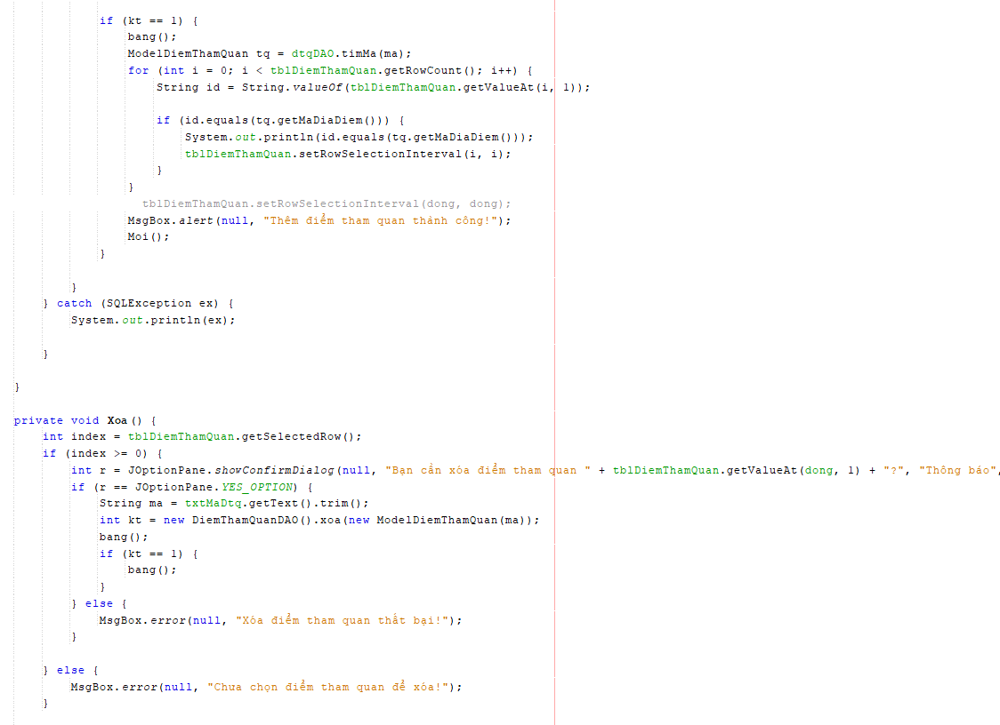 if (kt == 1) {
bang();
ModelDiemThamQuan tq = dtqDAO.timMa(ma);
for (int i = 0; i < tblDiemThamQuan.getRowCount(); i++) {
String id = String.valueOf(tblDiemThamQuan.getValueAt(i, 1));
if (id.equals(tq.getMaDiaDiem())) {
System.out.println(id.equals(tq.getMaDiaDiem()));
tblDiemThamQuan.setRowSelectionInterval(i, i);
}
}
tblDiemThamQuan.setRowSelectionInterval(dong, dong);
MsgBox.alert(null, "Thêm điểm tham quan thành công!");
Moi();
}
}
} catch (SQLException ex) {
System.out.println(ex);
}
}
private void Xoa() {
int index = tblDiemThamQuan.getSelectedRow();
if (index >= 0) {
int r = JOptionPane.showConfirmDialog(null, "Bạn cần xóa điểm tham quan " + tblDiemThamQuan.getValueAt(dong, 1) + "?", "Thông báo",
if (r == JOptionPane.YES_OPTION) {
String ma = txtMaDtq.getText().trim();
int kt = new DiemThamQuanDAO().xoa(new ModelDiemThamQuan(ma));
bang();
if (kt == 1) {
bang();
}
} else {
MsgBox.error(null, "Xóa điểm tham quan thất bại!");
}
} else {
MsgBox.error(null, "Chưa chọn điểm tham quan để xóa!");
}